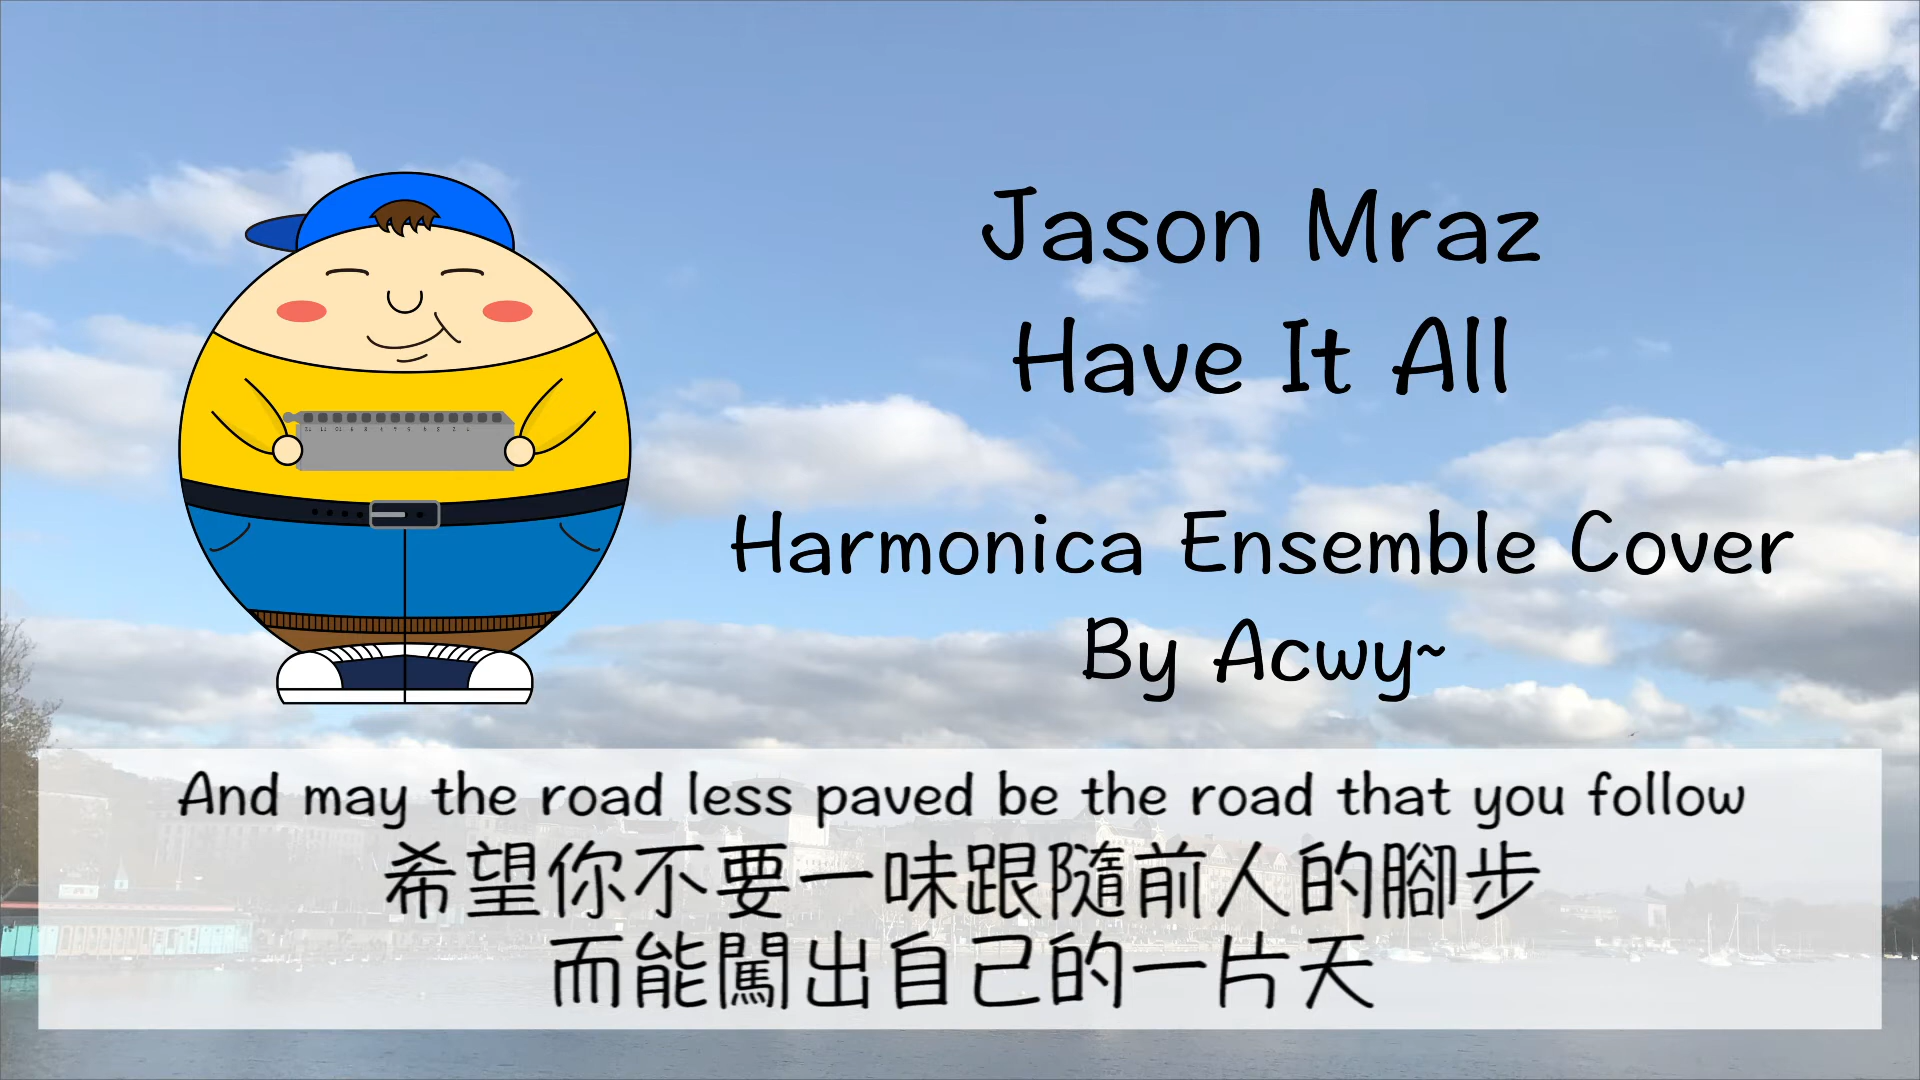 Jason Mraz
Have It All
Harmonica Ensemble Cover
By Acwy~
And may the road less paved be the road that you follow
希望你不要一味跟隨前人的腳步
而能闖出自己的一片天